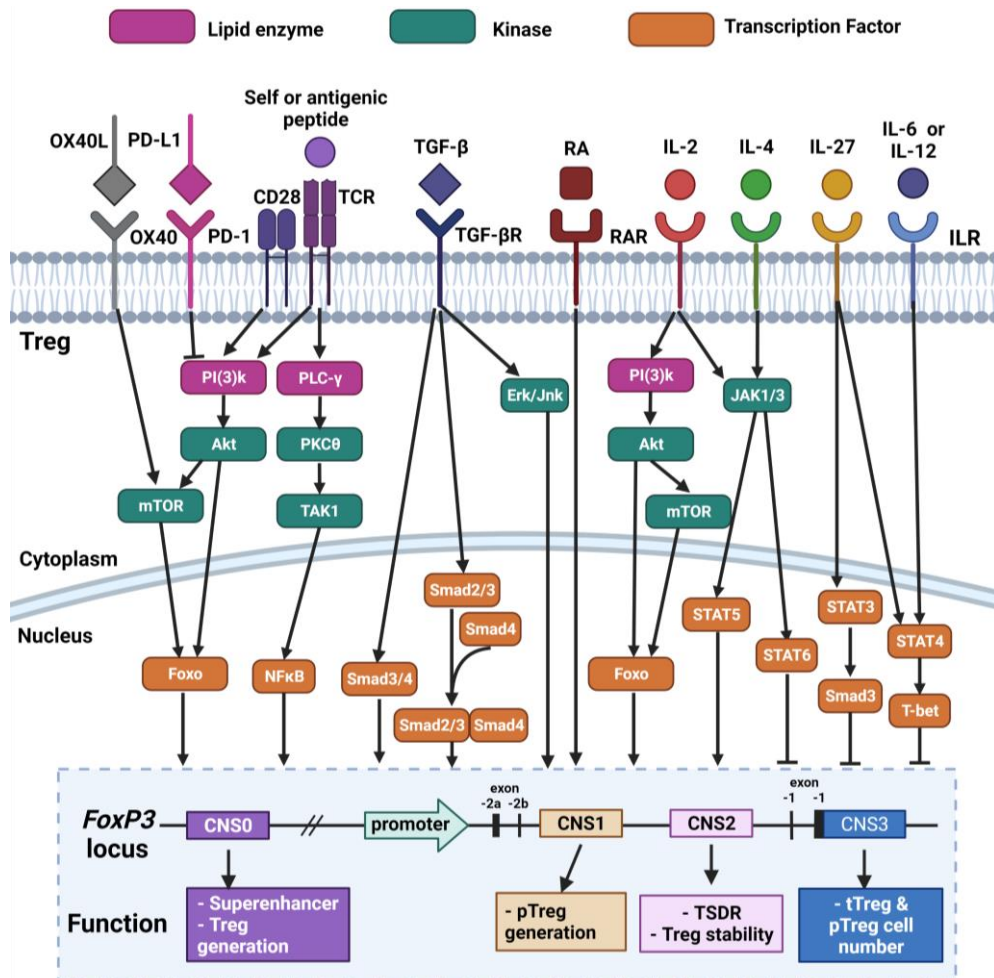 Lipid enzyme
Kinase
Transcription Factor
Self or antigenic
peptide
OX40L
PD-L1
TGF-β
RA
IL-2
IL-4
IL-27
IL-6 or
IL-12
CD28
TCR
OX40
PD-1
TGF-βR
RAR
ILR
Treg
PI(3)k
PLC-γ
Erk/Jnk
PI(3)k
JAK1/3
Akt
PKCθ
Akt
mTOR
TAK1
mTOR
Cytoplasm
Nucleus
Smad2/3
Smad4
STAT5
STAT3
STAT6
STAT4
Foxo
NFκB
Smad3/4
Foxo
Smad3
T-bet
Smad2/3
Smad4
exon
-2a
-2b
exon
-1
-1
FoxP3
locus
CNS0
promoter
CNS1
CNS2
CNS3
Function
- Superenhancer
- Treg
generation
- pTreg
generation
- TSDR
- Treg stability
- tTreg &
pTreg cell
number